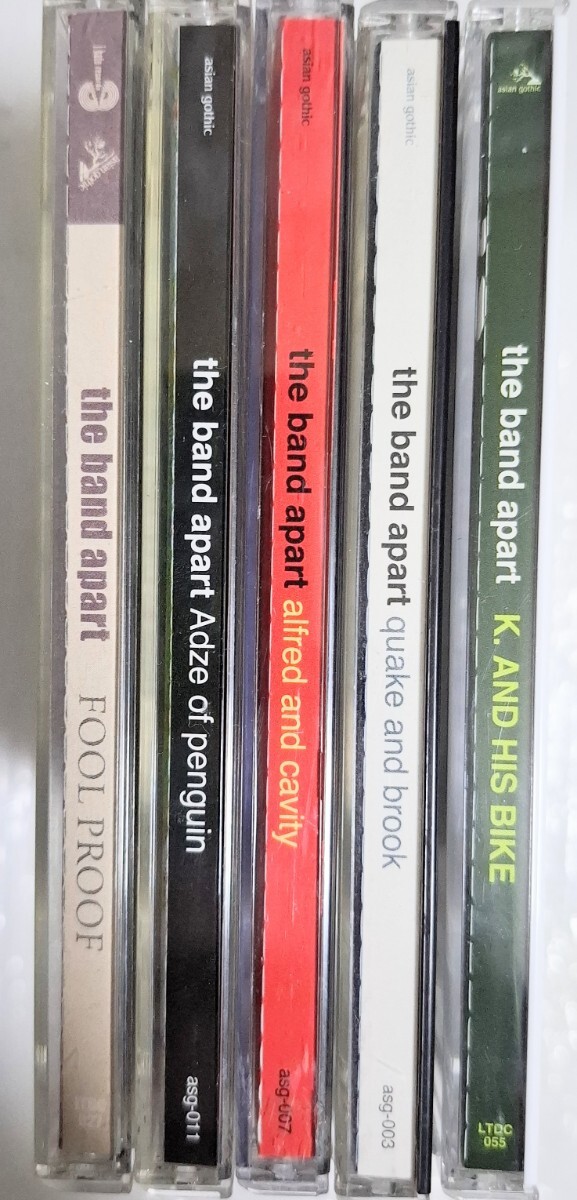 the band apart FOOL PROOF
asian gothic
the band apart Adze of penguin
asg-011
asian gothic
the band apart alfred and cavity
asg-007
asian gothic
the band apart quake and brook
asg-003
asian gothic
the band apart K. AND HIS BIKE
LTDC
055